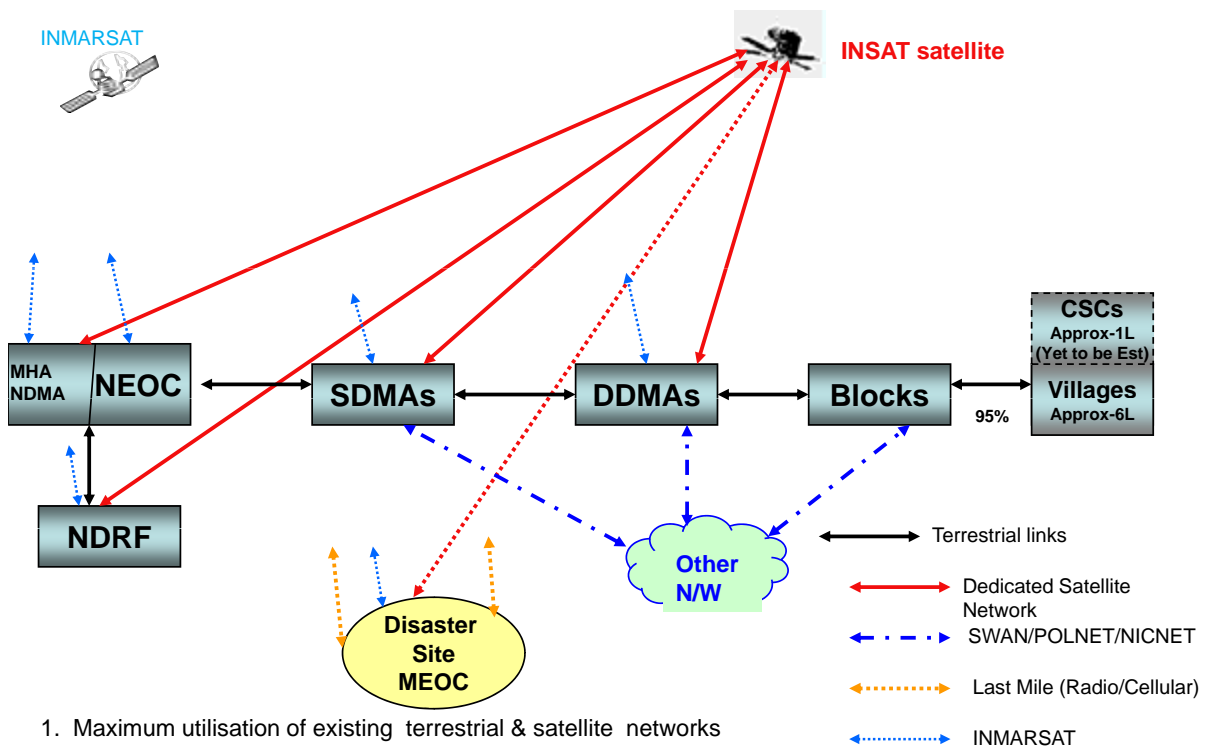 INMARSAT
INSAT satellite
MHA
NDMA
NEOC
SDMAs
DDMAs
Blocks
95%
CSCs
Approx-1L
(Yet to be Est)
Villages
Approx-6L
NDRF
Disaster
Site
MEOC
Other
N/W
Terrestrial links
Dedicated Satellite
Network
SWAN/POLNET/NICNET
Last Mile (Radio/Cellular)
INMARSAT
1. Maximum utilisation of existing terrestrial & satellite networks